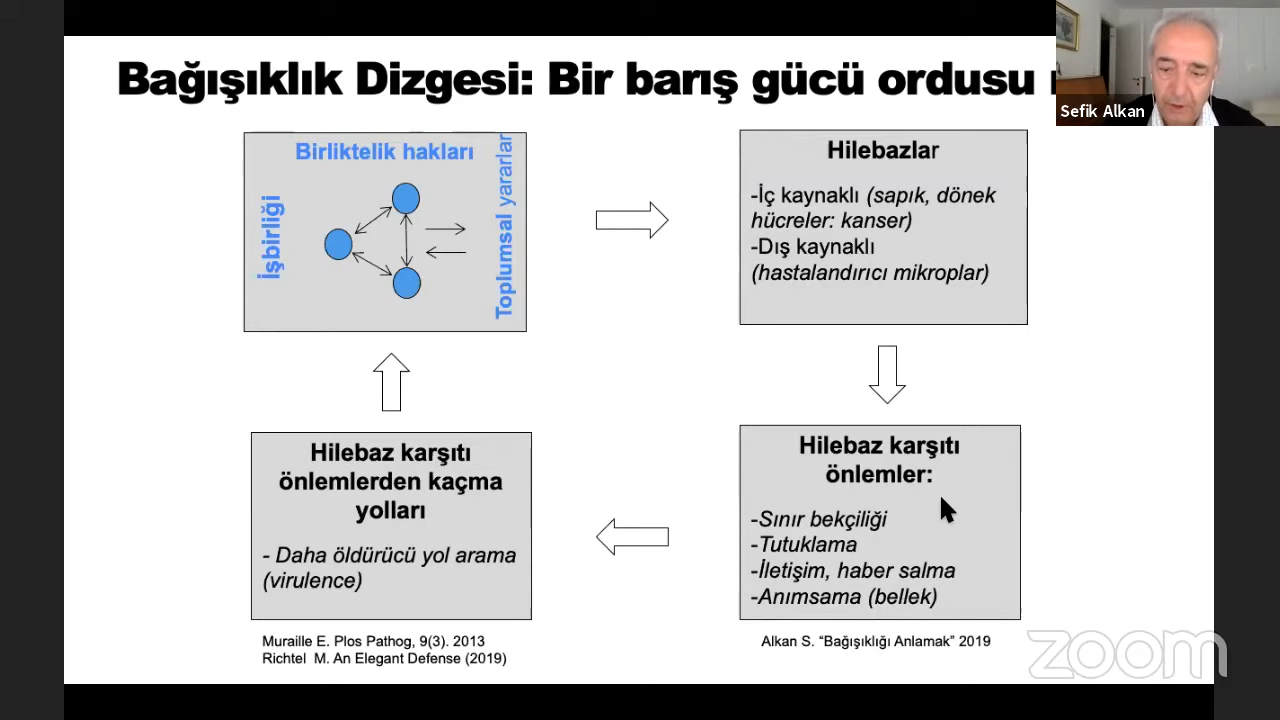 Bağışıklık Dizgesi: Bir barış gücü ordusu
Sefik Alkan
Birliktelik hakları
İşbirliği
Toplumsal yararlar
Hilebazlar
-İç kaynaklı (sapık, dönek
hücreler: kanser)
-Dış kaynaklı
(hastalandırıcı mikroplar)
Hilebaz karşıtı
önlemlerden kaçma
yolları
- Daha öldürücü yol arama
(virulence)
Hilebaz karşıtı
önlemler:
-Sınır bekçiliği
-Tutuklama
-İletişim, haber salma
-Anımsama (bellek)
Muraille E. Plos Pathog, 9(3). 2013
Richtel M. An Elegant Defense (2019)
Alkan S. “Bağışıklığı Anlamak” 2019
zoom